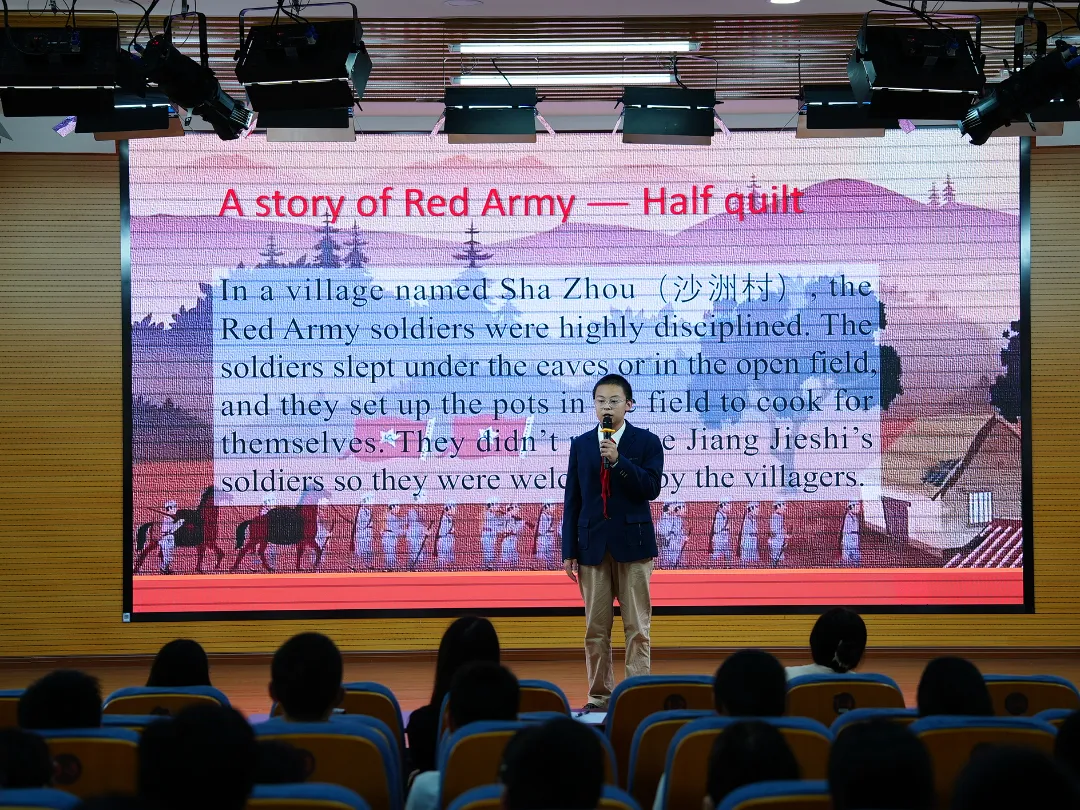 A story of Red Army — Half quilt
In a village named Sha Zhou（沙洲村）, the
Red Army soldiers were highly disciplined. The
soldiers slept under the eaves or in the open field,
and they set up the pots in field to cook for
themselves. They didn't Jiang Jieshi's
soldiers so they were by the villagers.